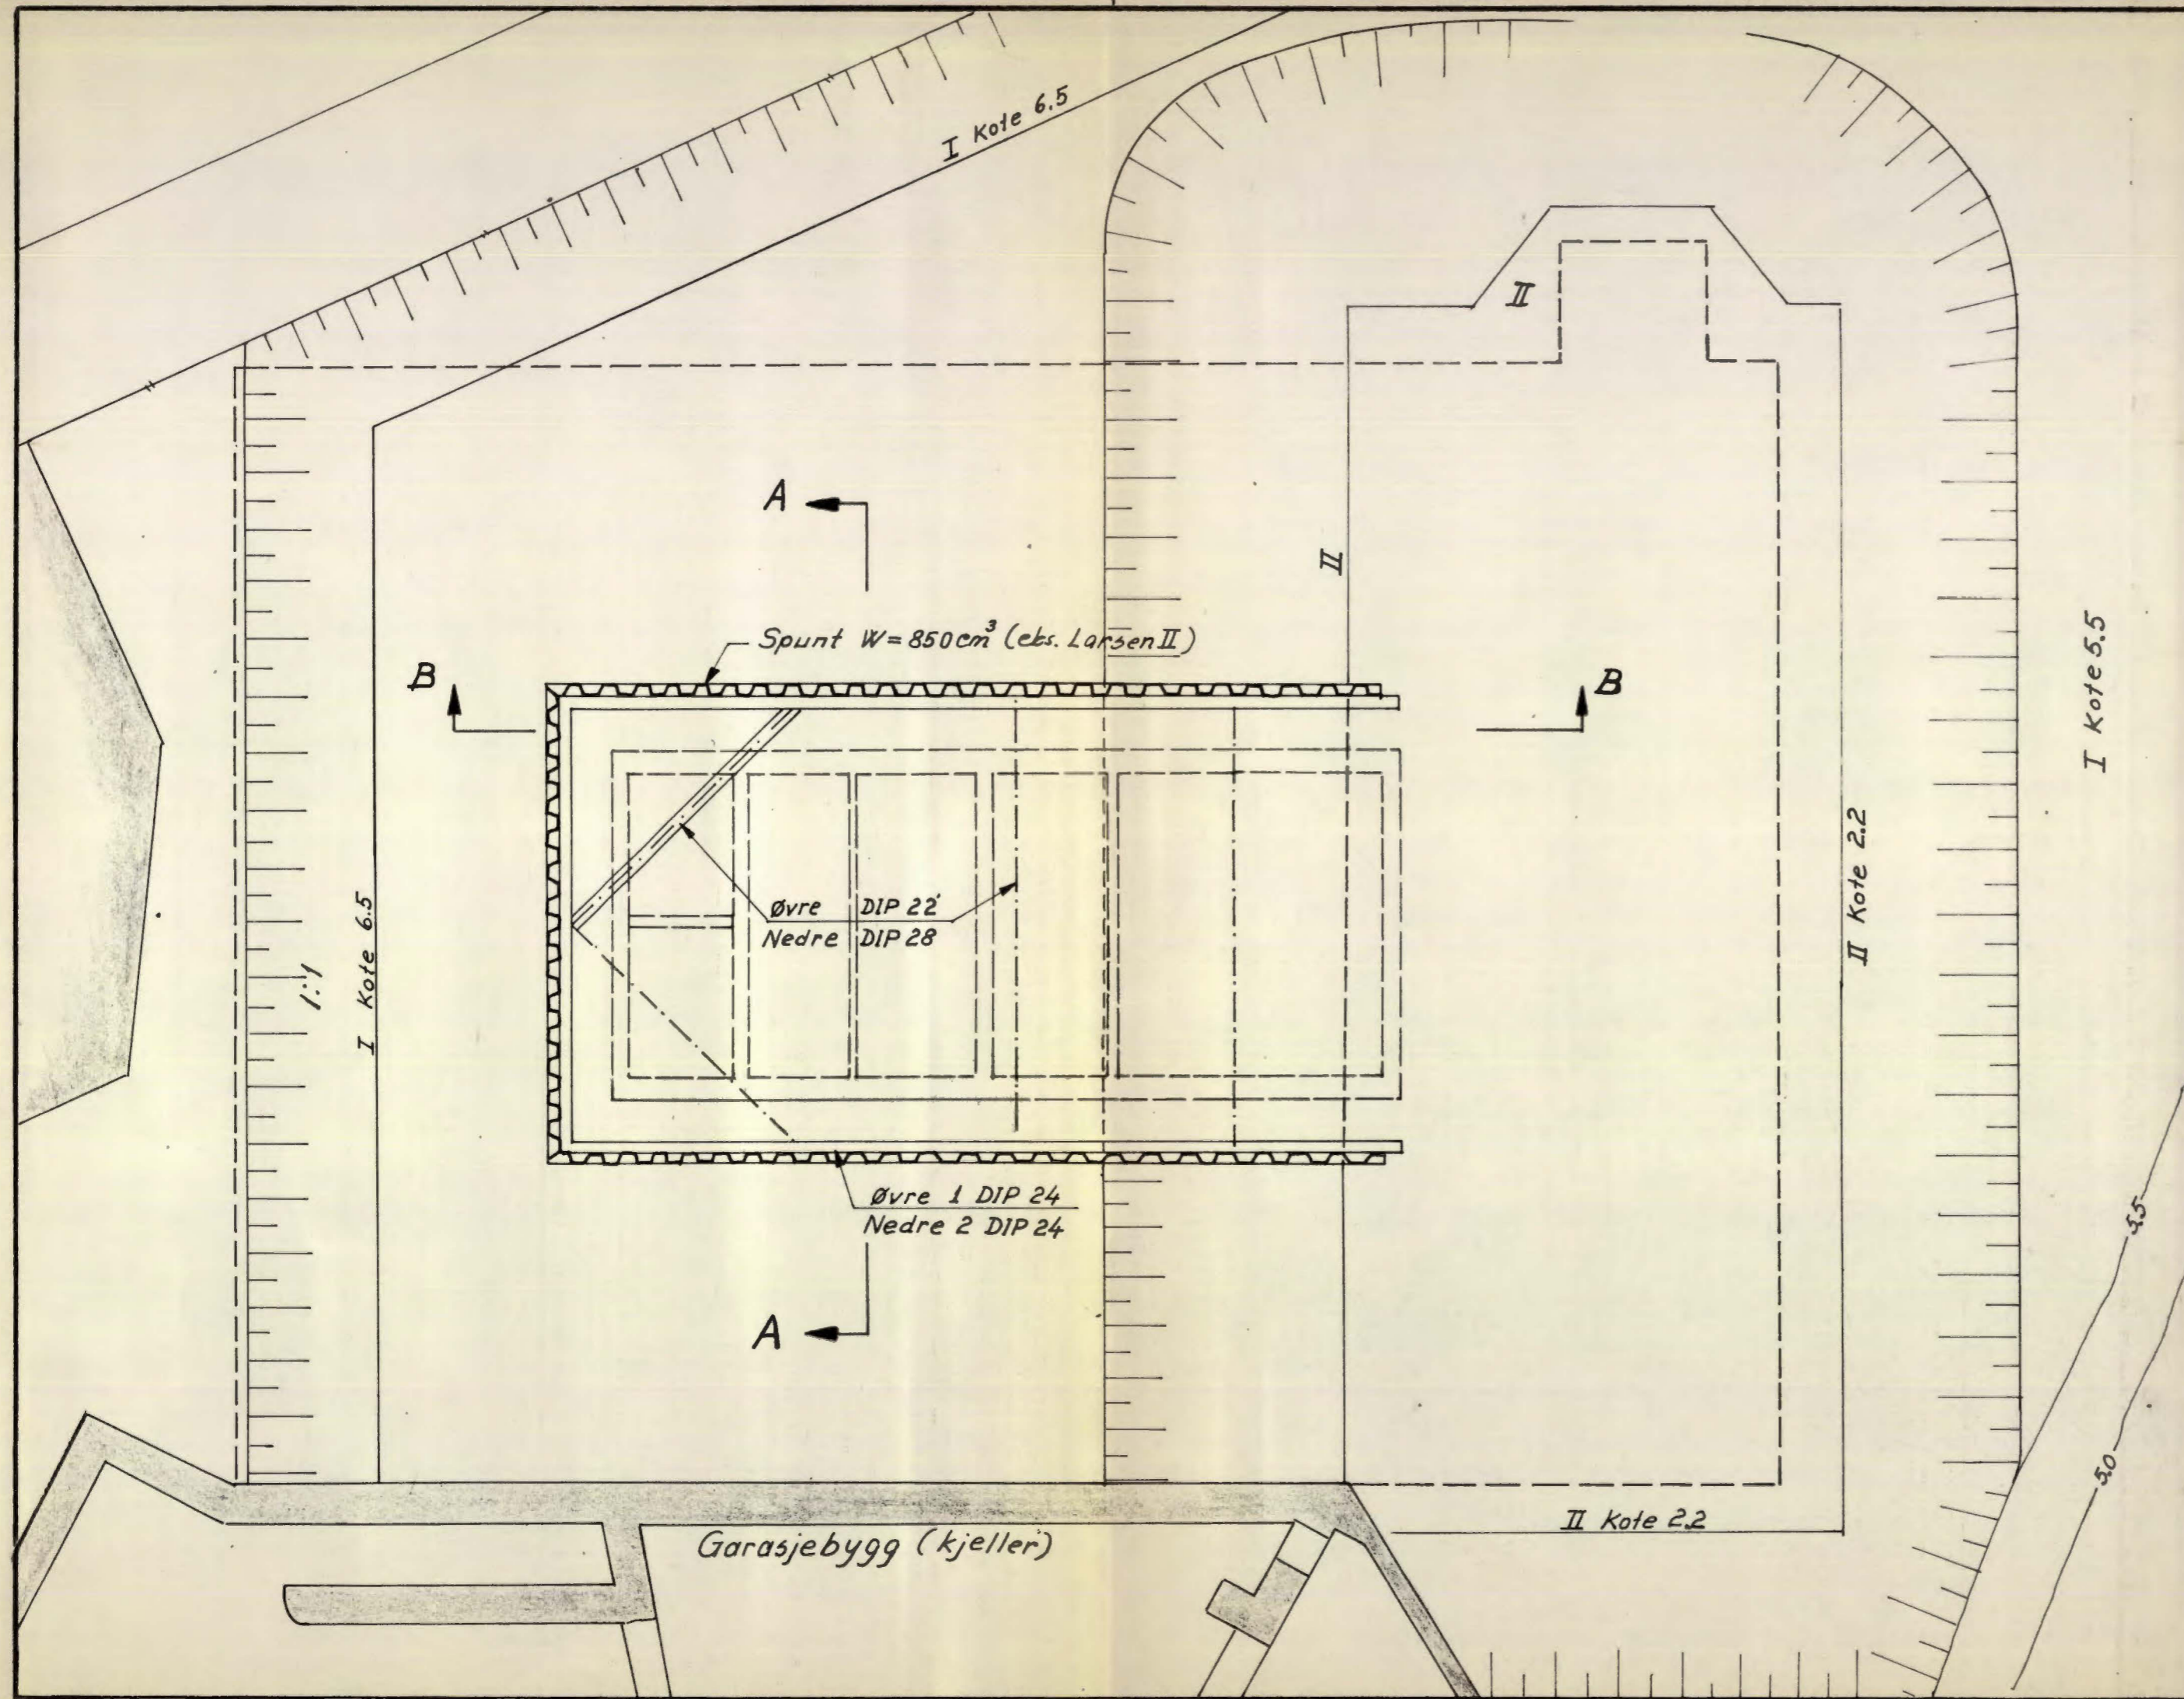 I Kote 6.5
II
A
II
Spunt W=850cm³ (eks. Larsen II)
B
B
I Kote 5.5
Øvre DIP 22
Nedre DIP 28
II Kote 2.2
I Kote 6.5
1:1
Øvre 1 DIP 24
Nedre 2 DIP 24
5.5
A
5.0
II Kote 2.2
Garasjebygg (kjeller)